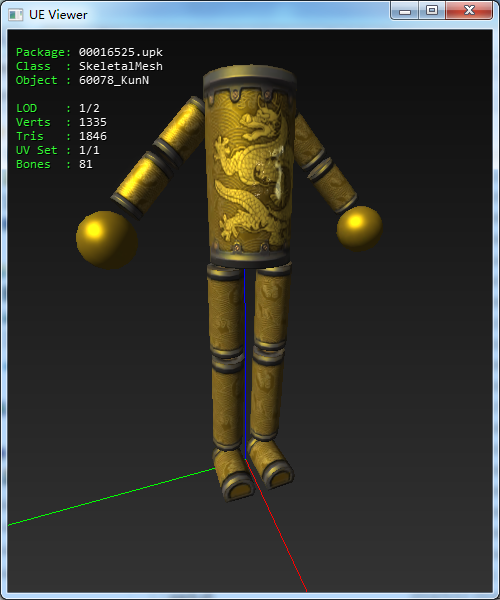 UE Viewer
Package: 00016525.upk
Class  : SkeletalMesh
Object : 60078_KunN
LOD    : 1/2
Verts  : 1335
Tris   : 1846
UV Set : 1/1
Bones  : 81